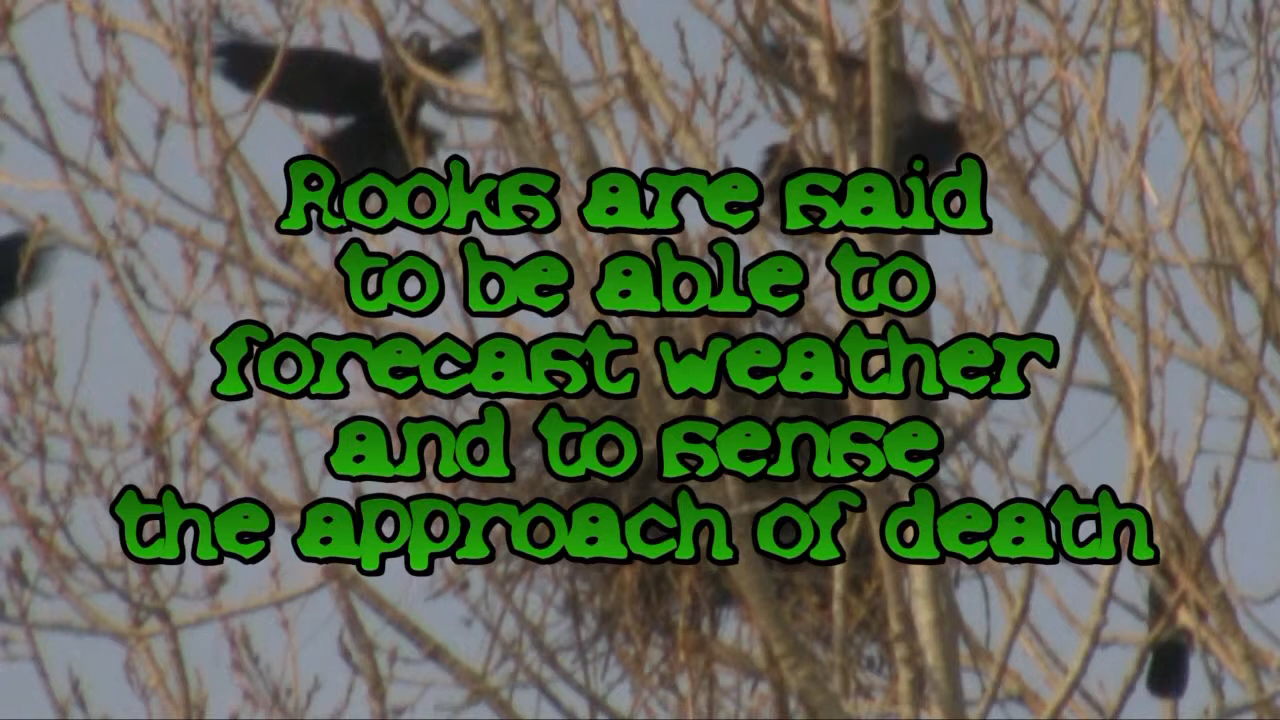 Rooks are said
to be able to
forecast weather
and to sense
the approach of death